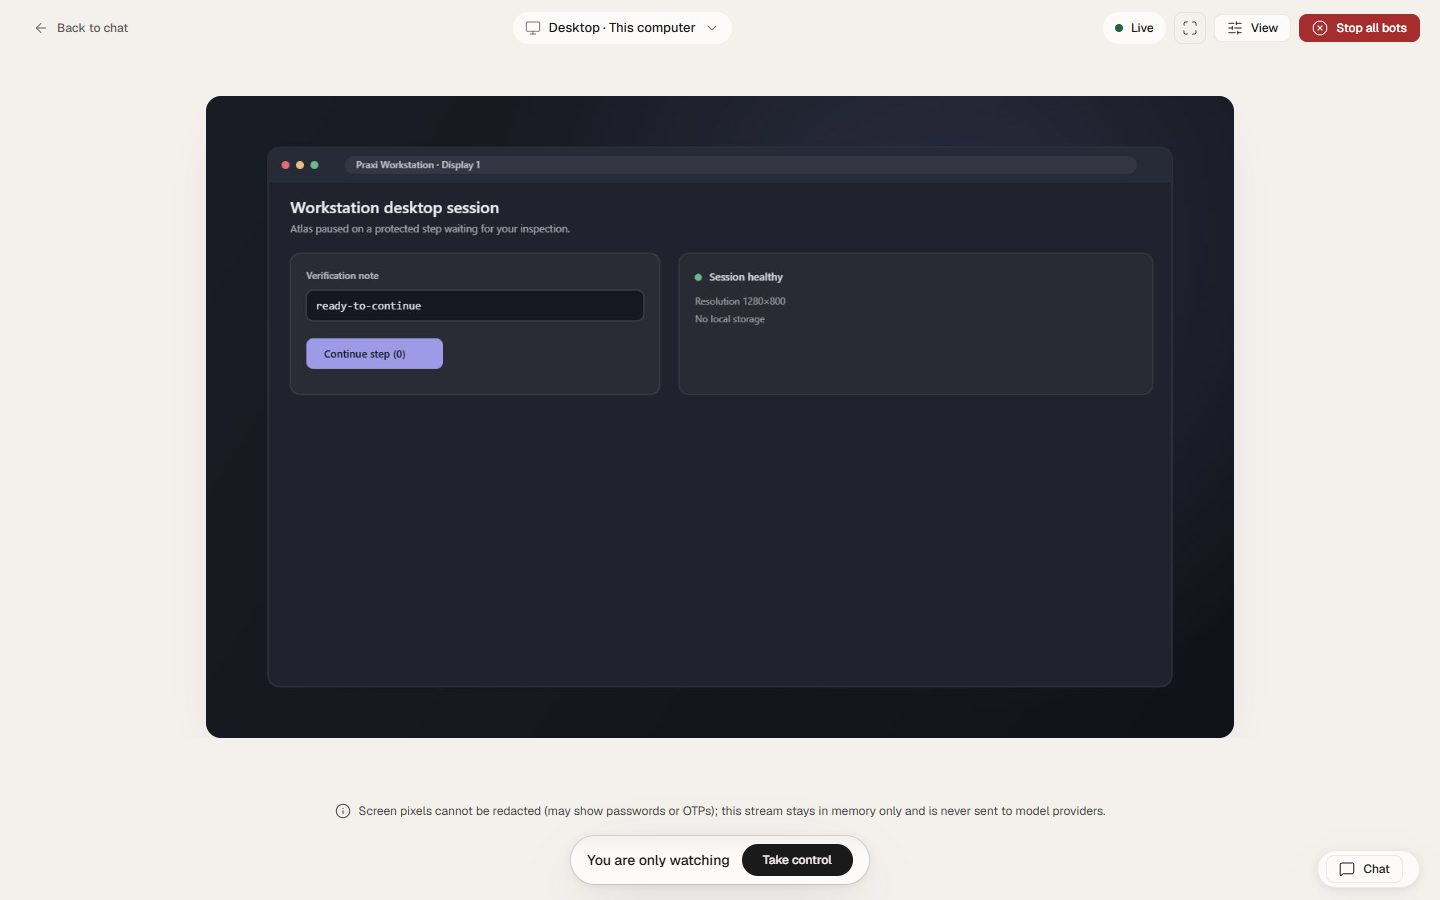 Back to chat
Desktop · This computer
Live
View
Stop all bots
Praxi Workstation · Display 1
Workstation desktop session
Atlas paused on a protected step waiting for your inspection.
Verification note
ready-to-continue
Continue step (0)
Session healthy
Resolution 1280×800
No local storage
Screen pixels cannot be redacted (may show passwords or OTPs); this stream stays in memory only and is never sent to model providers.
You are only watching
Take control
Chat